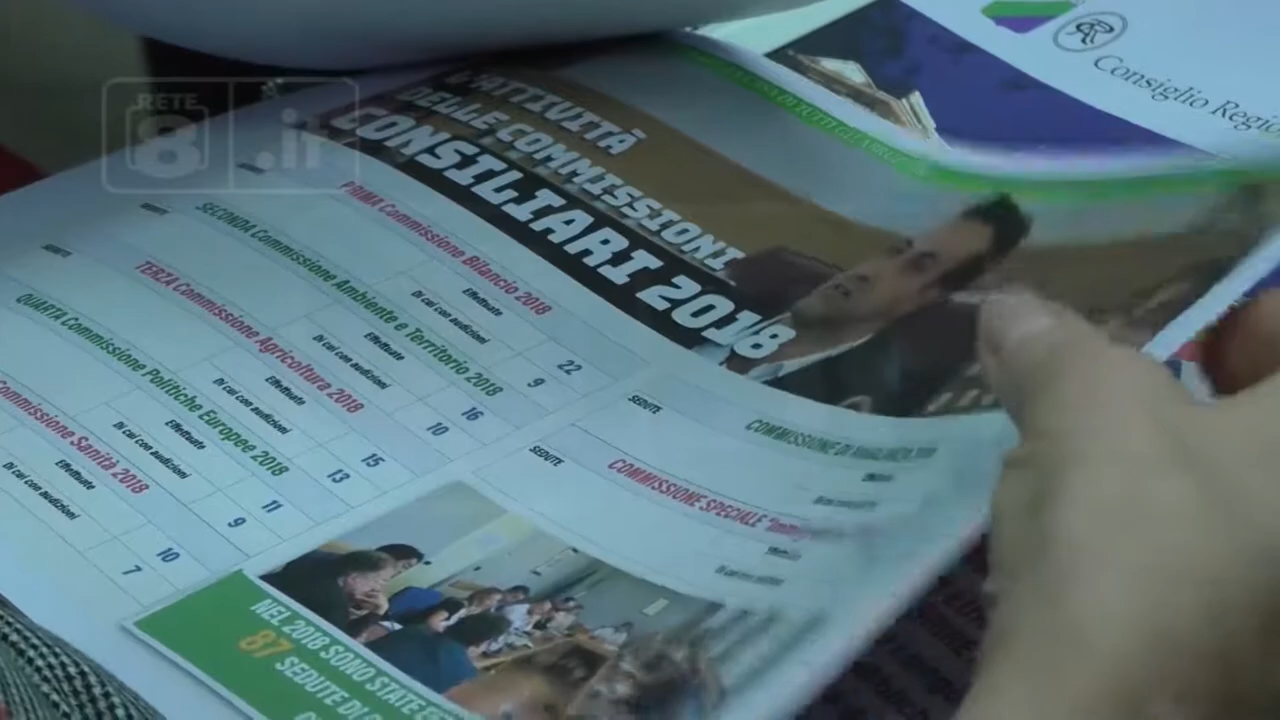 RETE
8
.it
Consiglio Regio
L'ATTIVITÀ
DELLE COMMISSIONI
CONSILIARI 2018
PRIMA Commissione Bilancio 2018
Effettuate 22
Di cui con audizioni 9
SECONDA Commissione Ambiente e Territorio 2018
Effettuate 16
Di cui con audizioni 10
TERZA Commissione Agricoltura 2018
Effettuate 15
Di cui con audizioni 13
QUARTA Commissione Politiche Europee 2018
Effettuate 11
Di cui con audizioni 9
Commissione Sanità 2018
Effettuate 10
Di cui con audizioni 7
SEDUTE
COMMISSIONE DI
SEDUTE
COMMISSIONE SPECIALE
NEL 2018 SONO STATE
87 SEDUTE DI